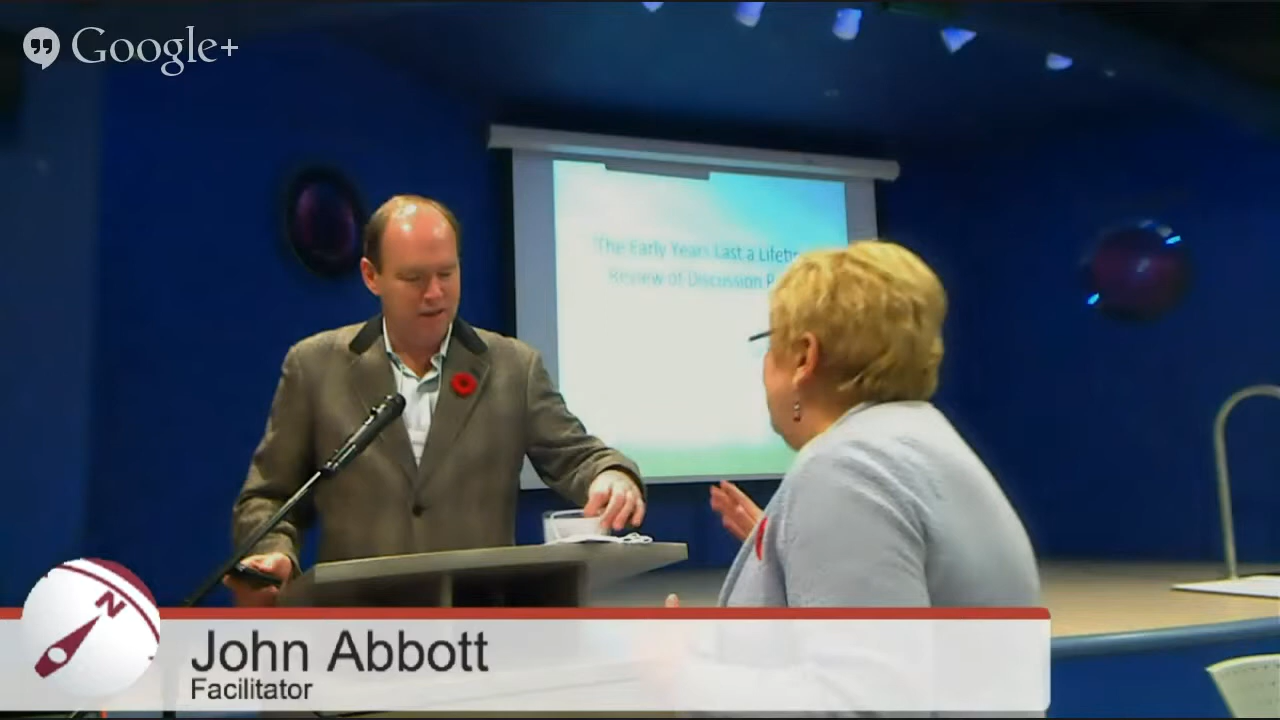 Google+
The Early Years Last a
Review of Discussion
N
John Abbott
Facilitator